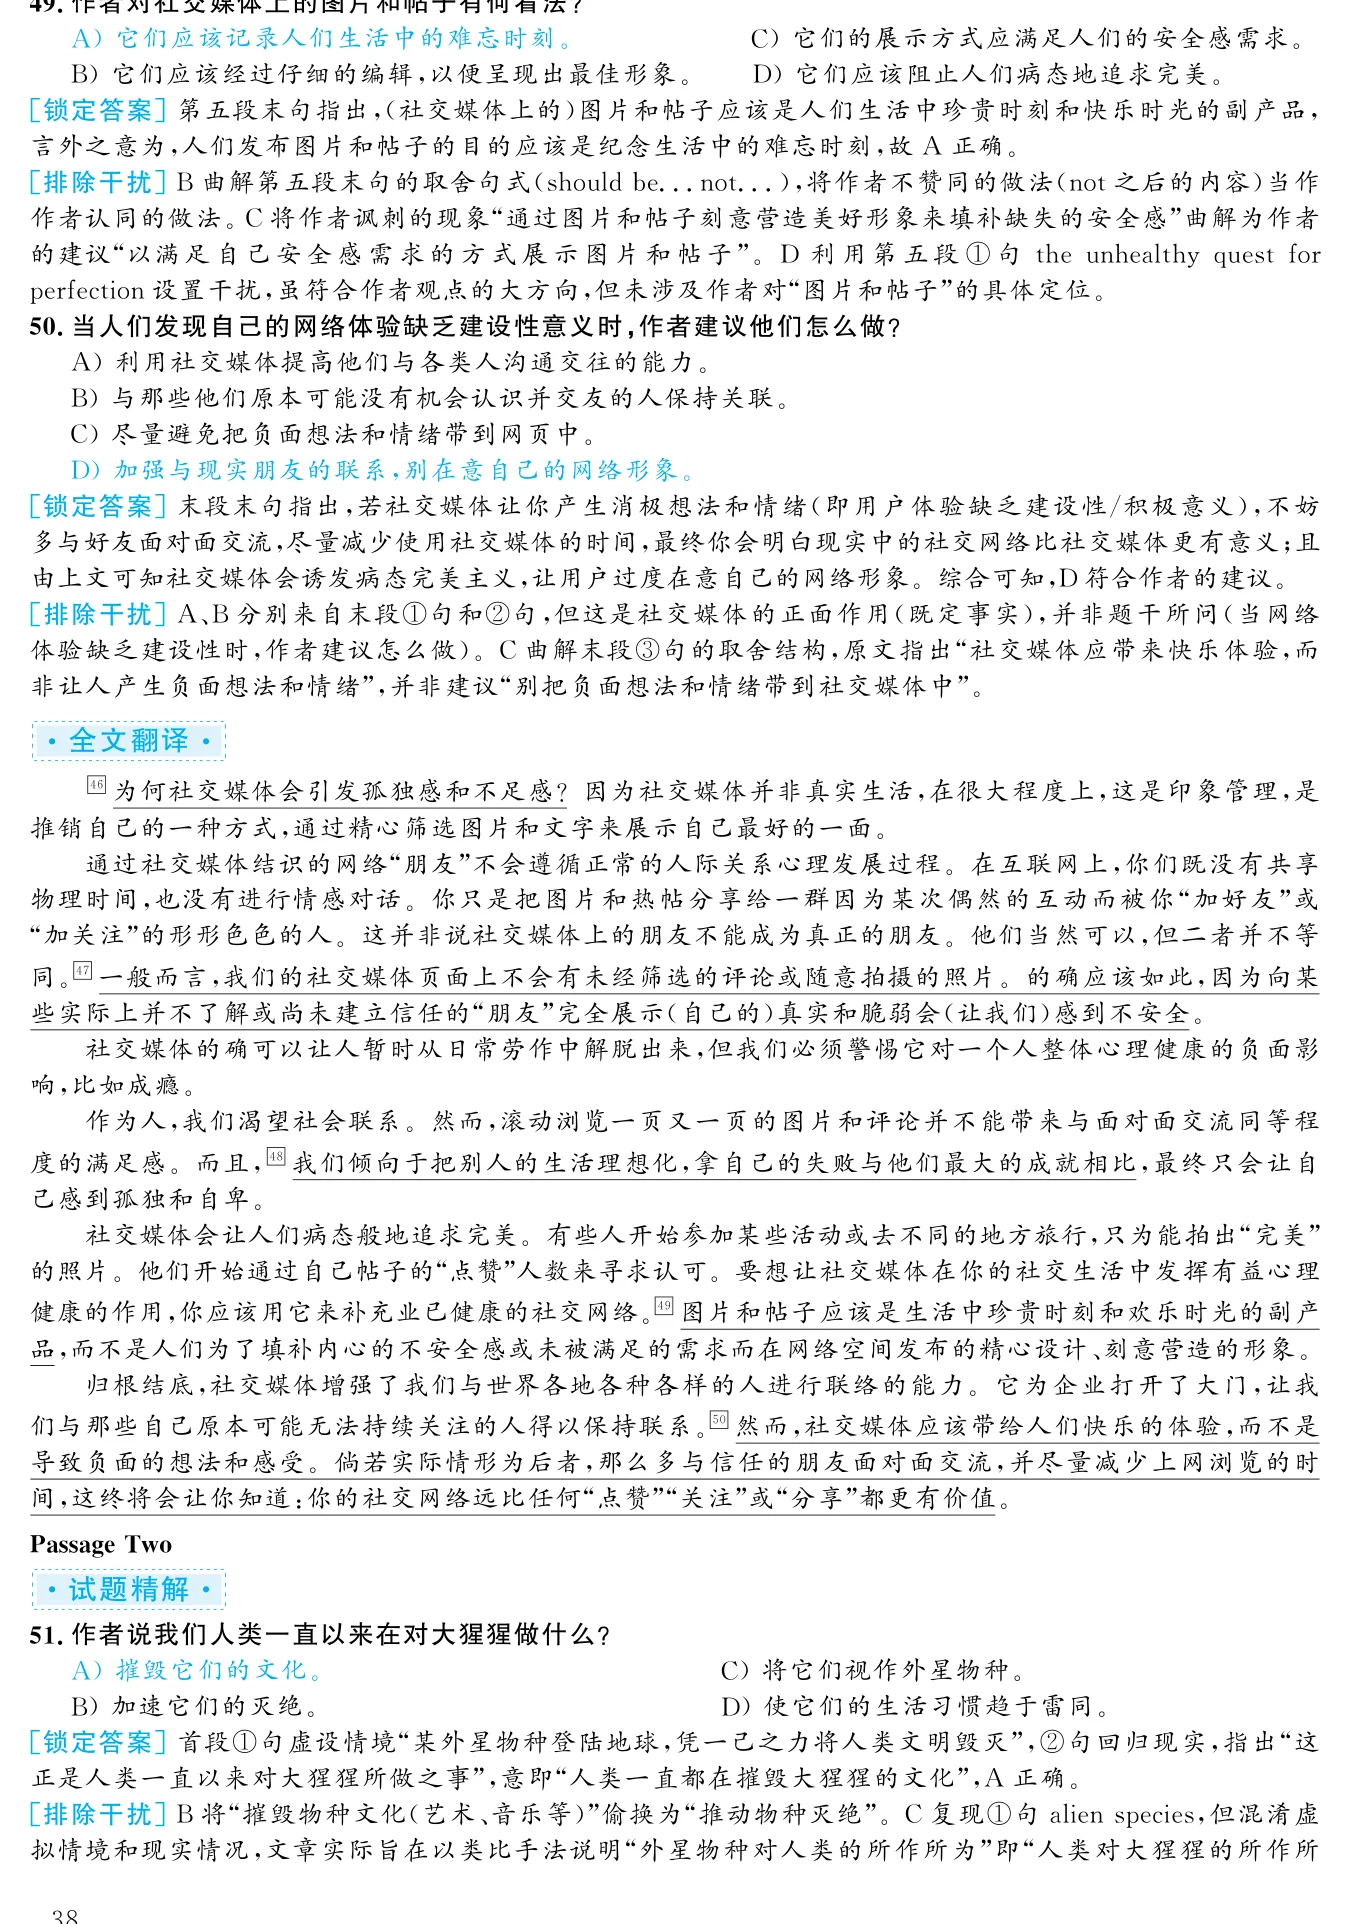 49. 作者对社交媒体上的图片和帖子有何看法?
A) 它们应该记录人们生活中的难忘时刻。 C) 它们的展示方式应满足人们的安全感需求。
B) 它们应该经过仔细的编辑,以便呈现出最佳形象。 D) 它们应该阻止人们病态地追求完美。
[锁定答案] 第五段末句指出,(社交媒体上的)图片和帖子应该是人们生活中珍贵时刻和快乐时光的副产品,
言外之意为,人们发布图片和帖子的目的应该是纪念生活中的难忘时刻,故 A 正确。
[排除干扰] B 曲解第五段末句的取舍句式(should be...not...),将作者不赞同的做法(not 之后的内容)当作
作者认同的做法。C 将作者讽刺的现象“通过图片和帖子刻意营造美好形象来填补缺失的安全感”曲解为作者
的建议“以满足自己安全感需求的方式展示图片和帖子”。D 利用第五段①句 the unhealthy quest for
perfection 设置干扰,虽符合作者观点的大方向,但未涉及作者对“图片和帖子”的具体定位。
50. 当人们发现自己的网络体验缺乏建设性意义时,作者建议他们怎么做?
A) 利用社交媒体提高他们与各类人沟通交往的能力。
B) 与那些他们原本可能没有机会认识并交友的人保持关联。
C) 尽量避免把负面想法和情绪带到网页中。
D) 加强与现实朋友的联系,别在意自己的网络形象。
[锁定答案] 末段末句指出,若社交媒体让你产生消极想法和情绪(即用户体验缺乏建设性/积极意义),不妨
多与好友面对面交流,尽量减少使用社交媒体的时间,最终你会明白现实中的社交网络比社交媒体更有意义;且
由上文可知社交媒体会诱发病态完美主义,让用户过度在意自己的网络形象。综合可知,D 符合作者的建议。
[排除干扰] A、B 分别来自末段①句和②句,但这是社交媒体的正面作用(既定事实),并非题干所问(当网络
体验缺乏建设性时,作者建议怎么做)。C 曲解末段③句的取舍结构,原文指出“社交媒体应带来快乐体验,而
非让人产生负面想法和情绪”,并非建议“别把负面想法和情绪带到社交媒体中”。
·全文翻译·
46 为何社交媒体会引发孤独感和不足感? 因为社交媒体并非真实生活,在很大程度上,这是印象管理,是
推销自己的一种方式,通过精心筛选图片和文字来展示自己最好的一面。
通过社交媒体结识的网络“朋友”不会遵循正常的人际关系心理发展过程。在互联网上,你们既没有共享
物理时间,也没有进行情感对话。你只是把图片和热帖分享给一群因为某次偶然的互动而被你“加好友”或
“加关注”的形形色色的人。这并非说社交媒体上的朋友不能成为真正的朋友。他们当然可以,但二者并不等
同。47 一般而言,我们的社交媒体页面上不会有未经筛选的评论或随意拍摄的照片。的确应该如此,因为向某
些实际上并不了解或尚未建立信任的“朋友”完全展示(自己的)真实和脆弱会(让我们)感到不安全。
社交媒体的确可以让人暂时从日常劳作中解脱出来,但我们必须警惕它对一个人整体心理健康的负面影
响,比如成瘾。
作为人,我们渴望社会联系。然而,滚动浏览一页又一页的图片和评论并不能带来与面对面交流同等程
度的满足感。而且,48 我们倾向于把别人的生活理想化,拿自己的失败与他们最大的成就相比,最终只会让自
己感到孤独和自卑。
社交媒体会让人们病态般地追求完美。有些人开始参加某些活动或去不同的地方旅行,只为能拍出“完美”
的照片。他们开始通过自己帖子的“点赞”人数来寻求认可。要想让社交媒体在你的社交生活中发挥有益心理
健康的作用,你应该用它来补充业已健康的社交网络。49 图片和帖子应该是生活中珍贵时刻和欢乐时光的副产
品,而不是人们为了填补内心的不安全感或未被满足的需求而在网络空间发布的精心设计、刻意营造的形象。
归根结底,社交媒体增强了我们与世界各地各种各样的人进行联络的能力。它为企业打开了大门,让我
们与那些自己原本可能无法持续关注的人得以保持联系。50 然而,社交媒体应该带给人们快乐的体验,而不是
导致负面的想法和感受。倘若实际情形为后者,那么多与信任的朋友面对面交流,并尽量减少上网浏览的时
间,这终将会让你知道:你的社交网络远比任何“点赞”“关注”或“分享”都更有价值。
Passage Two
·试题精解·
51. 作者说我们人类一直以来在对大猩猩做什么?
A) 摧毁它们的文化。 C) 将它们视作外星物种。
B) 加速它们的灭绝。 D) 使它们的生活习惯趋于雷同。
[锁定答案] 首段①句虚设情境“某外星物种登陆地球,凭一己之力将人类文明毁灭”,②句回归现实,指出“这
正是人类一直以来对大猩猩所做之事”,意即“人类一直都在摧毁大猩猩的文化”,A 正确。
[排除干扰] B 将“摧毁物种文化(艺术、音乐等)”偷换为“推动物种灭绝”。C 复现①句 alien species,但混淆虚
拟情境和现实情况,文章实际旨在以类比手法说明“外星物种对人类的所作所为”即“人类对大猩猩的所作所
38